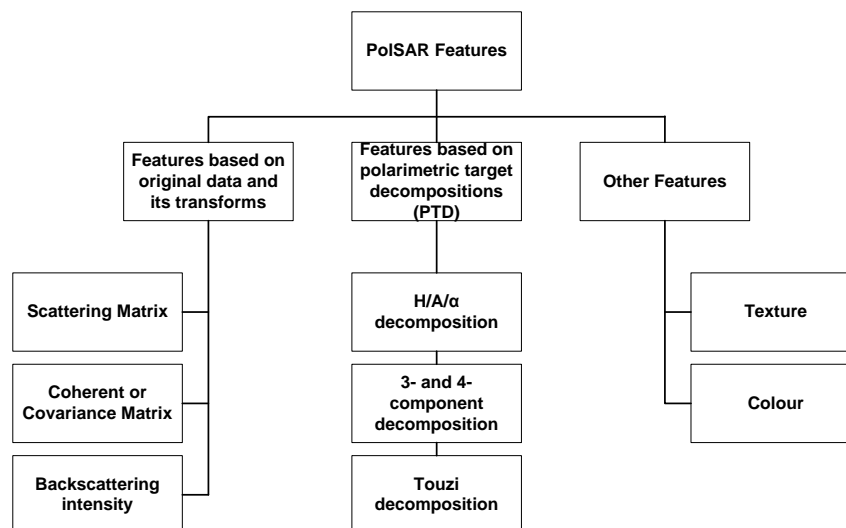 PolSAR Features
Features based on
original data and
its transforms
Features based on
polarimetric target
decompositions
(PTD)
Other Features
Scattering Matrix
Coherent or
Covariance Matrix
Backscattering
intensity
H/A/α
decomposition
3- and 4-
component
decomposition
Touzi
decomposition
Texture
Colour